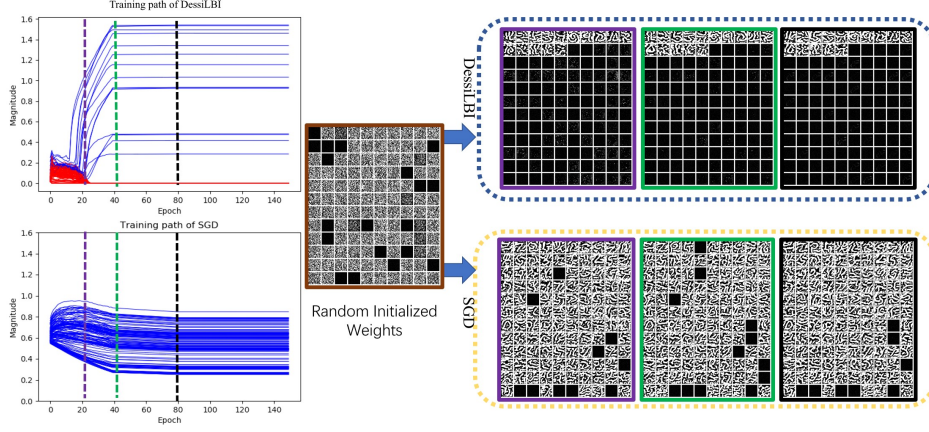 Training path of DessiLBI
1.6
1.4
1.2
1.0
0.8
0.6
0.4
0.2
0.0
Magnitude
0 20 40 60 80 100 120 140
Epoch
Training path of SGD
1.6
1.4
1.2
1.0
0.8
0.6
0.4
0.2
0.0
Magnitude
0 20 40 60 80 100 120 140
Epoch
Random Initialized
Weights
DessiLBI
SGD